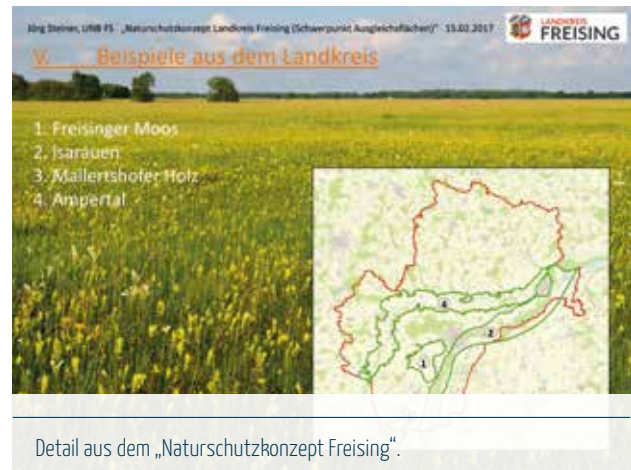 Jörg Steiner, UNB FS „Naturschutzkonzept Landkreis Freising (Schwerpunkt Ausgleichsflächen)“ 15.02.2017
LANDKREIS
FREISING
V. Beispiele aus dem Landkreis
1. Freisinger Moos
2. Isarauen
3. Mallertshofer Holz
4. Ampertal
4
2
1
Detail aus dem „Naturschutzkonzept Freising“.